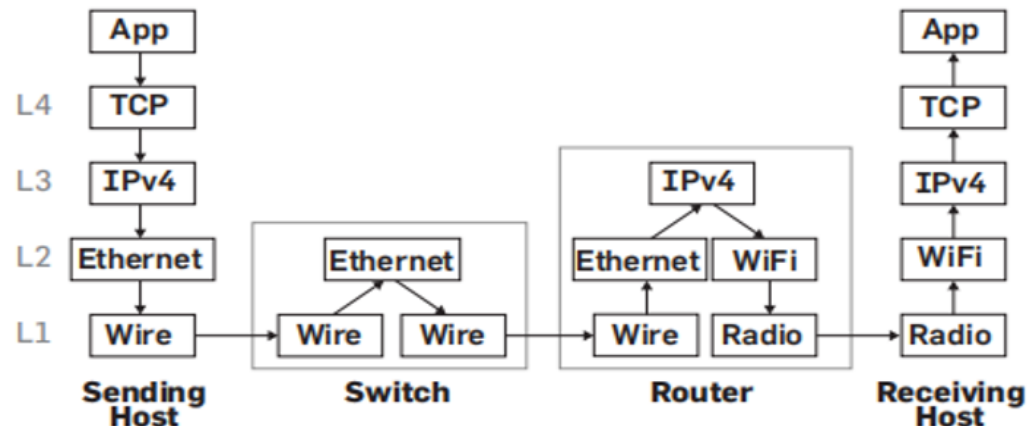 App
App
L4
TCP
TCP
L3
IPv4
IPv4
IPv4
L2
Ethernet
Ethernet
Ethernet
WiFi
WiFi
L1
Wire
Wire
Wire
Wire
Radio
Radio
Sending
Host
Switch
Router
Receiving
Host